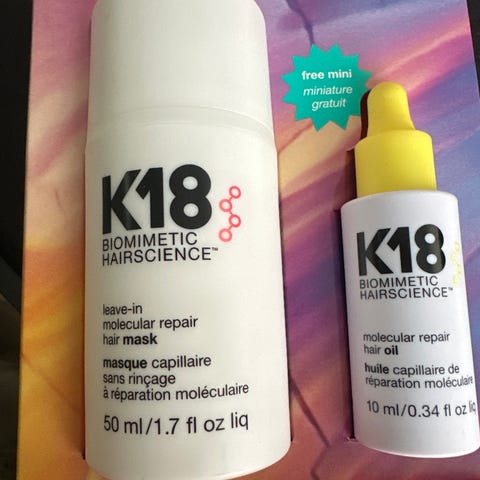 free mini
miniature
gratuit
K18
BIOMIMETIC
HAIRSCIENCE™
leave-in
molecular repair
hair mask
masque capillaire
sans rinçage
à réparation moléculaire
50 ml/1.7 fl oz liq
K18
BIOMIMETIC
HAIRSCIENCE™
molecular repair
hair oil
huile capillaire de
réparation moléculaire
10 ml/0.34 fl oz liq